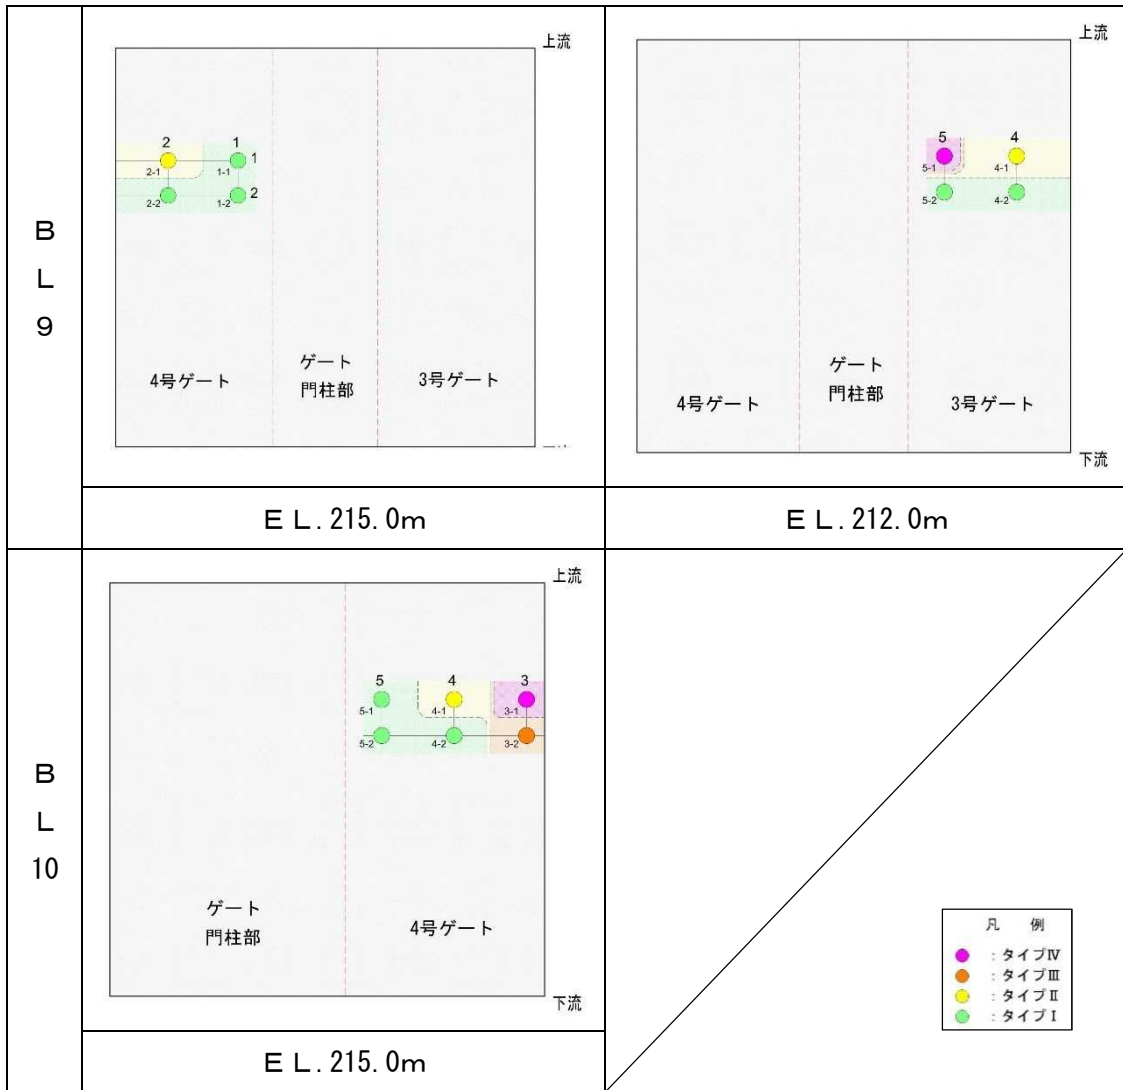 BL9
上流
2 1
1
2-1 1-1
2
2-2 1-2
4号ゲート
ゲート
門柱部
3号ゲート
EL.215.0m
上流
5 4
5-1 4-1
5-2 4-2
4号ゲート
ゲート
門柱部
3号ゲート
下流
EL.212.0m
BL10
上流
5 4 3
5-1 4-1 3-1
5-2 4-2 3-2
ゲート
門柱部
4号ゲート
下流
EL.215.0m
凡 例
:タイプⅣ
:タイプⅢ
:タイプⅡ
:タイプⅠ